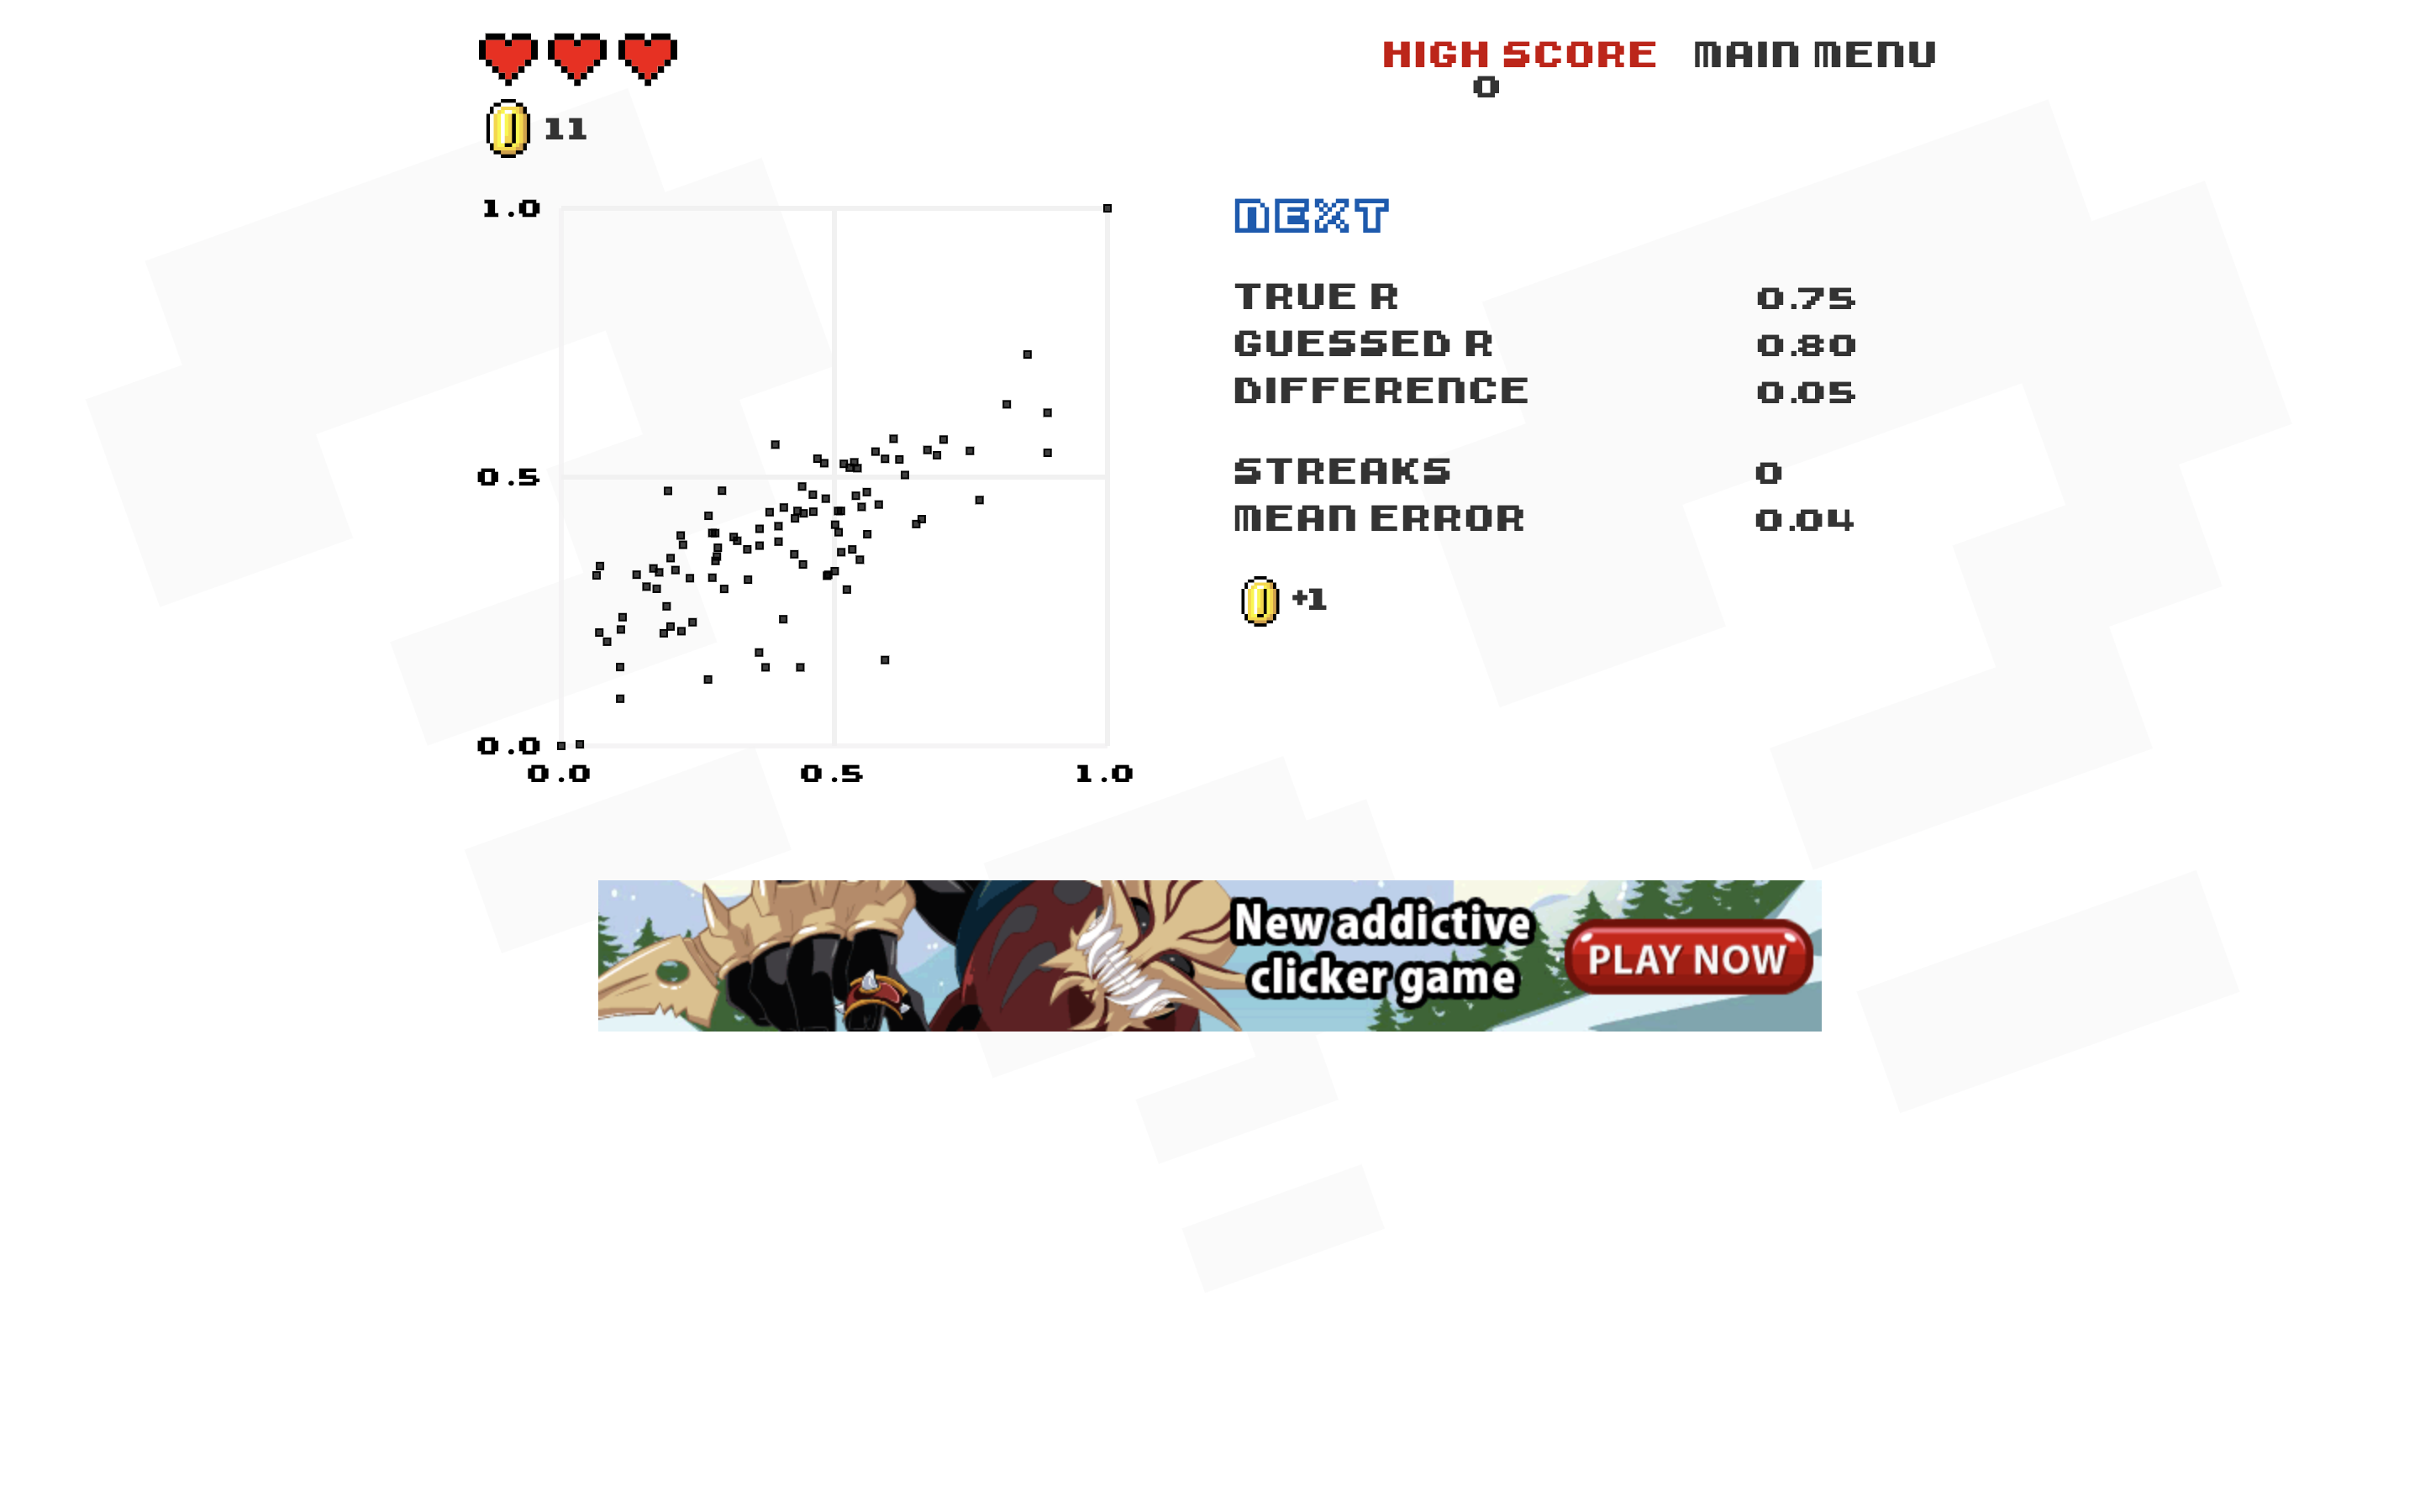 HIGH SCORE MAIN MENU
0
11
1.0
0.5
0.0
0.0 0.5 1.0
NEXT
TRUE R 0.75
GUESSED R 0.80
DIFFERENCE 0.05
STREAKS 0
MEAN ERROR 0.04
+1
New addictive
clicker game
PLAY NOW